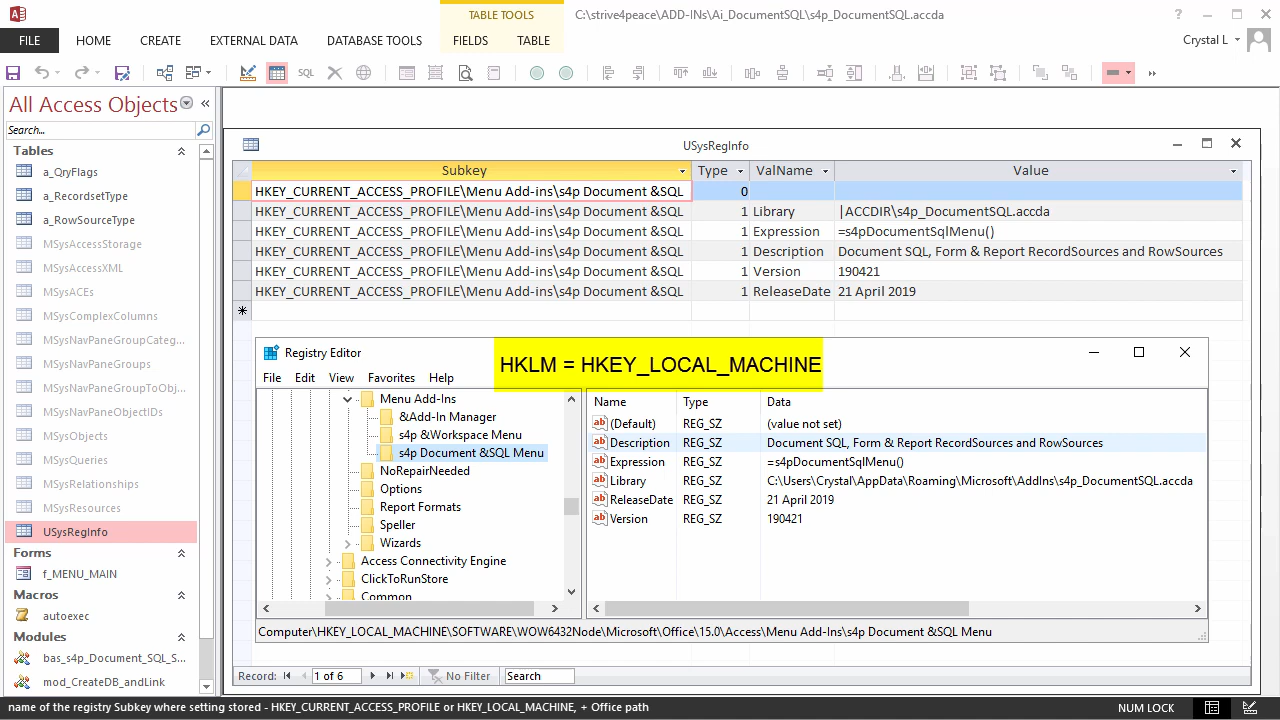 TABLE TOOLS
C:\strive4peace\ADD-INs\Ai_DocumentSQL\s4p_DocumentSQL.accda
?
FILE HOME CREATE EXTERNAL DATA DATABASE TOOLS FIELDS TABLE Crystal L
SQL
All Access Objects
Search...
Tables
a_QryFlags
a_RecordsetType
a_RowSourceType
MSysAccessStorage
MSysAccessXML
MSysACEs
MSysComplexColumns
MSysNavPaneGroupCateg...
MSysNavPaneGroups
MSysNavPaneGroupToObj...
MSysNavPaneObjectIDs
MSysObjects
MSysQueries
MSysRelationships
MSysResources
USysRegInfo
Forms
f_MENU_MAIN
Macros
autoexec
Modules
bas_s4p_Document_SQL_S...
mod_CreateDB_andLink
USysRegInfo
Subkey Type ValName Value
HKEY_CURRENT_ACCESS_PROFILE\Menu Add-ins\s4p Document &SQL 0
HKEY_CURRENT_ACCESS_PROFILE\Menu Add-ins\s4p Document &SQL 1 Library |ACCDIR\s4p_DocumentSQL.accda
HKEY_CURRENT_ACCESS_PROFILE\Menu Add-ins\s4p Document &SQL 1 Expression =s4pDocumentSqlMenu()
HKEY_CURRENT_ACCESS_PROFILE\Menu Add-ins\s4p Document &SQL 1 Description Document SQL, Form & Report RecordSources and RowSources
HKEY_CURRENT_ACCESS_PROFILE\Menu Add-ins\s4p Document &SQL 1 Version 190421
HKEY_CURRENT_ACCESS_PROFILE\Menu Add-ins\s4p Document &SQL 1 ReleaseDate 21 April 2019
Registry Editor
HKLM = HKEY_LOCAL_MACHINE
File Edit View Favorites Help
Menu Add-Ins
&Add-In Manager
s4p &Workspace Menu
s4p Document &SQL Menu
NoRepairNeeded
Options
Report Formats
Speller
Wizards
Access Connectivity Engine
ClickToRunStore
Common
Name Type Data
(Default) REG_SZ (value not set)
Description REG_SZ Document SQL, Form & Report RecordSources and RowSources
Expression REG_SZ =s4pDocumentSqlMenu()
Library REG_SZ C:\Users\Crystal\AppData\Roaming\Microsoft\AddIns\s4p_DocumentSQL.accda
ReleaseDate REG_SZ 21 April 2019
Version REG_SZ 190421
Computer\HKEY_LOCAL_MACHINE\SOFTWARE\WOW6432Node\Microsoft\Office\15.0\Access\Menu Add-Ins\s4p Document &SQL Menu
Record: 1 of 6 No Filter Search
name of the registry Subkey where setting stored - HKEY_CURRENT_ACCESS_PROFILE or HKEY_LOCAL_MACHINE, + Office path NUM LOCK